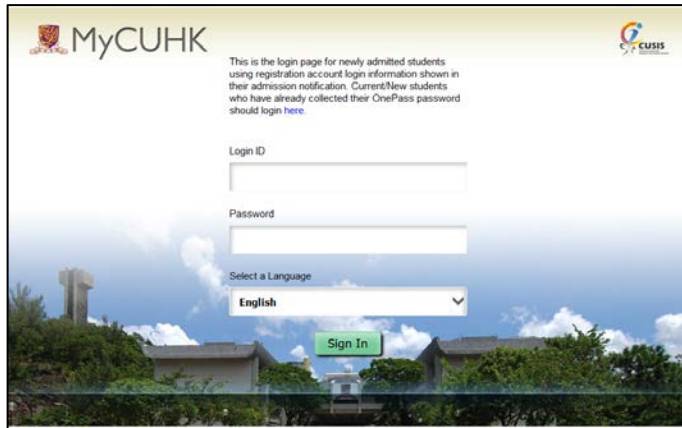 MyCUHK
CUSIS
This is the login page for newly admitted students
using registration account login information shown in
their admission notification. Current/New students
who have already collected their OnePass password
should login here.
Login ID
Password
Select a Language
English
Sign In